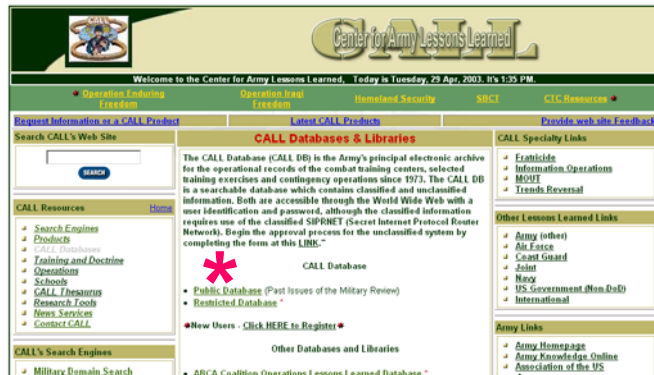 CALL
Center for Army Lessons Learned
Welcome to the Center for Army Lessons Learned, Today is Tuesday, 29 Apr, 2003. It's 1:35 PM.
Operation Enduring Freedom
Operation Iraqi Freedom
Homeland Security
SBCT
CTC Resources
Request Information or a CALL Product
Latest CALL Products
Provide web site Feedback
Search CALL's Web Site
SEARCH
CALL Resources Home
Search Engines
Products
CALL Databases
Training and Doctrine
Operations
Schools
CALL Thesaurus
Research Tools
News Services
Contact CALL
CALL's Search Engines
Military Domain Search
CALL Databases & Libraries
The CALL Database (CALL DB) is the Army's principal electronic archive
for the operational records of the combat training centers, selected
training exercises and contingency operations since 1973. The CALL DB
is a searchable database which contains classified and unclassified
information. Both are accessible through the World Wide Web with a
user identification and password, although the classified information
requires use of the classified SIPRNET (Secret Internet Protocol Router
Network). Begin the approval process for the unclassified system by
completing the form at this LINK."
CALL Database
*
Public Database (Past Issues of the Military Review)
Restricted Database *
New Users - Click HERE to Register
Other Databases and Libraries
ABCA Coalition Operations Lessons Learned Database *
CALL Specialty Links
Fratricide
Information Operations
MOUT
Trends Reversal
Other Lessons Learned Links
Army (other)
Air Force
Coast Guard
Joint
Navy
US Government (Non-DoD)
International
Army Links
Army Homepage
Army Knowledge Online
Association of the US